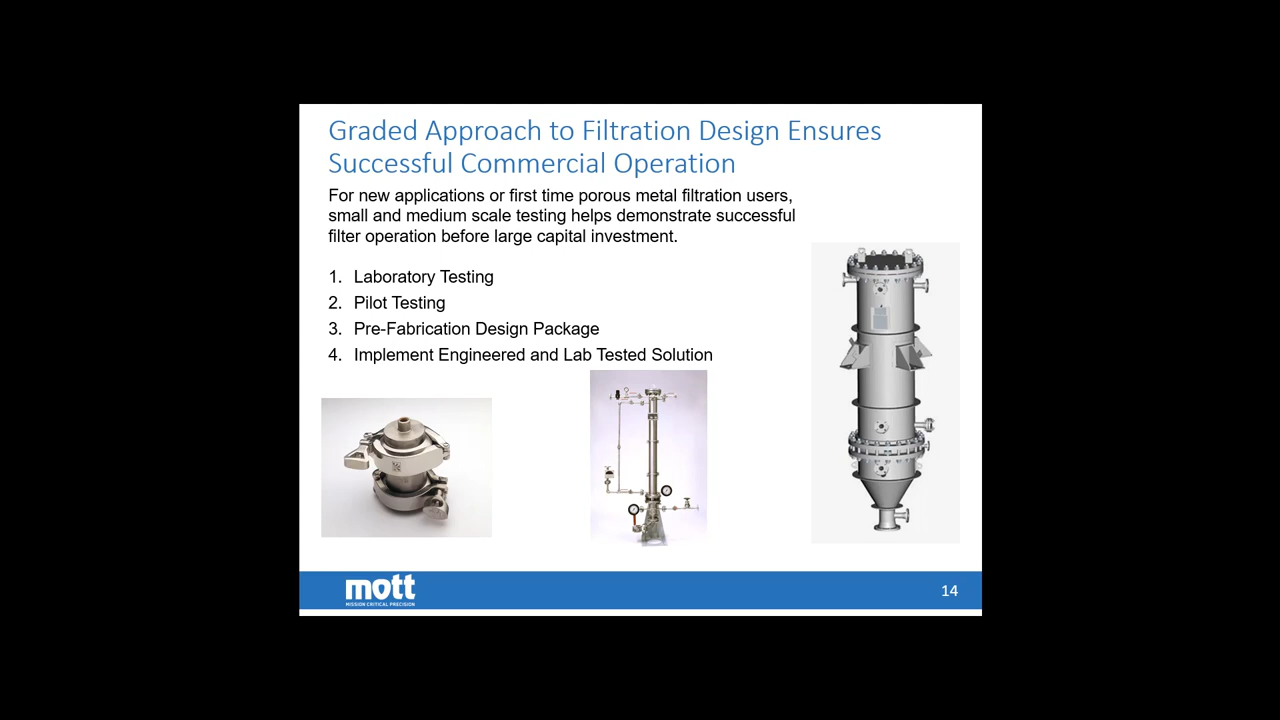 Graded Approach to Filtration Design Ensures
Successful Commercial Operation
For new applications or first time porous metal filtration users,
small and medium scale testing helps demonstrate successful
filter operation before large capital investment.
1. Laboratory Testing
2. Pilot Testing
3. Pre-Fabrication Design Package
4. Implement Engineered and Lab Tested Solution
mott
MISSION CRITICAL PRECISION
14